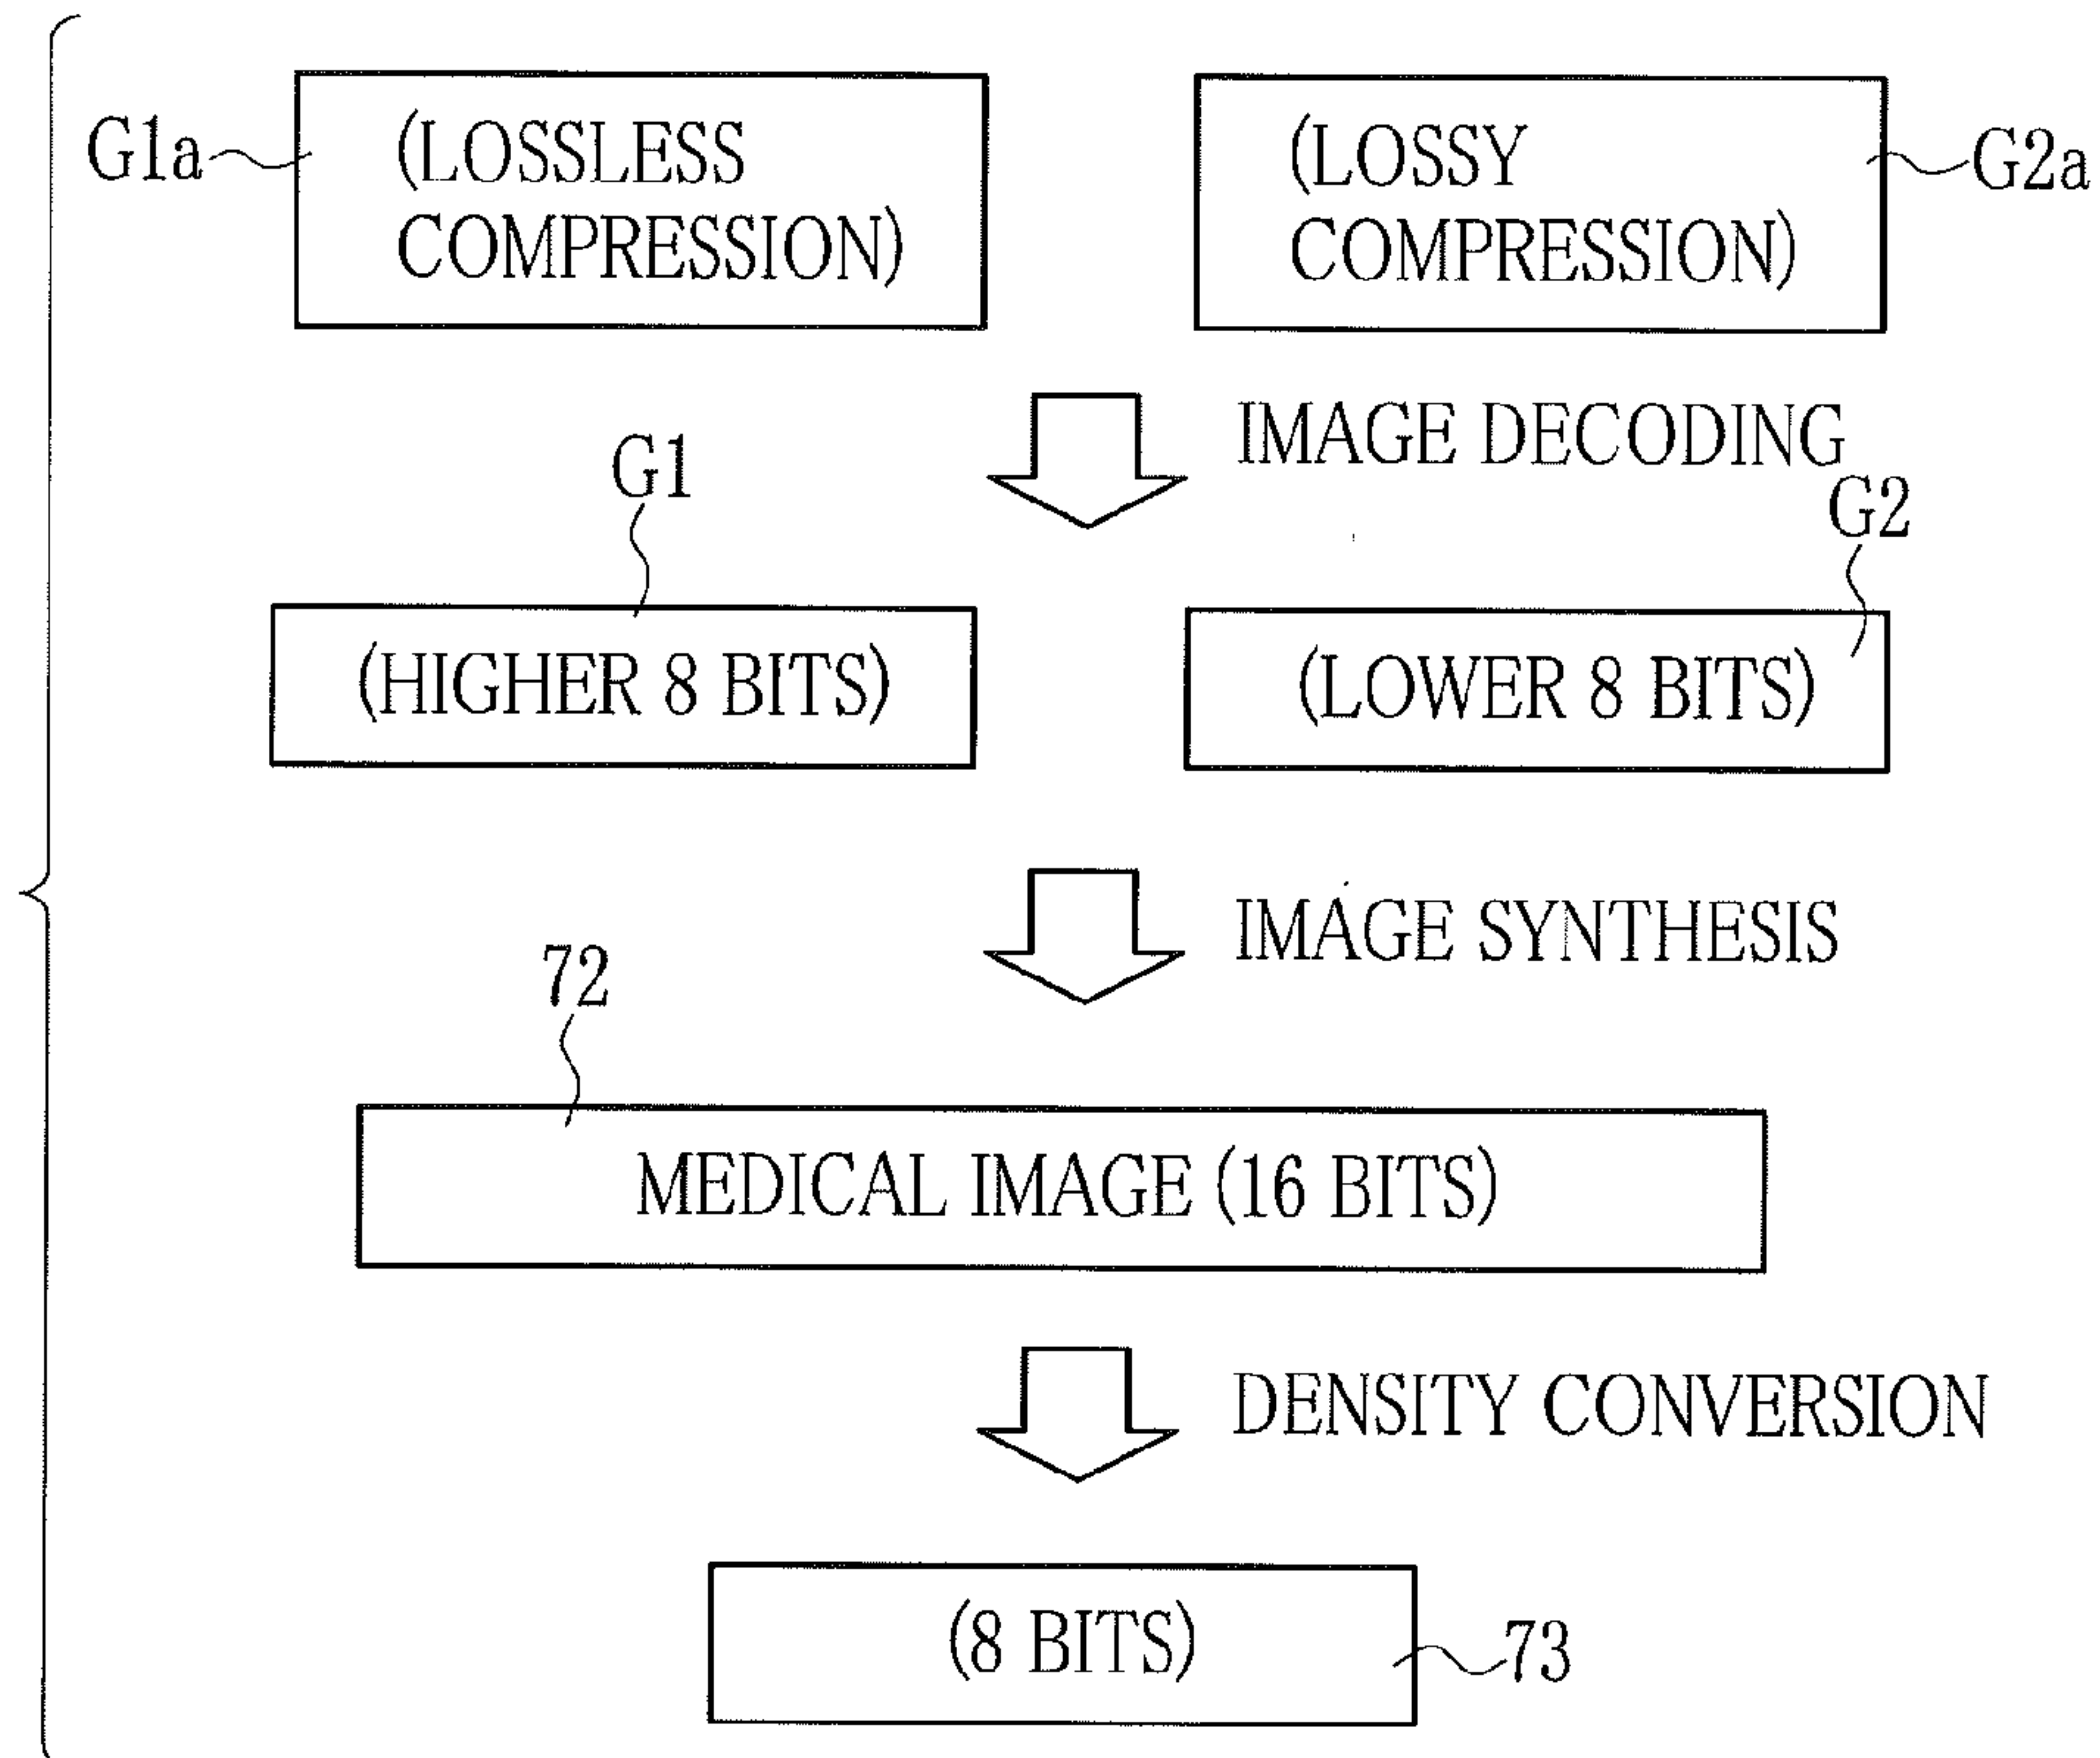 G1a
(LOSSLESS
COMPRESSION)
(LOSSY
COMPRESSION)
G2a
IMAGE DECODING
G1
G2
(HIGHER 8 BITS)
(LOWER 8 BITS)
IMAGE SYNTHESIS
72
MEDICAL IMAGE (16 BITS)
DENSITY CONVERSION
(8 BITS)
73